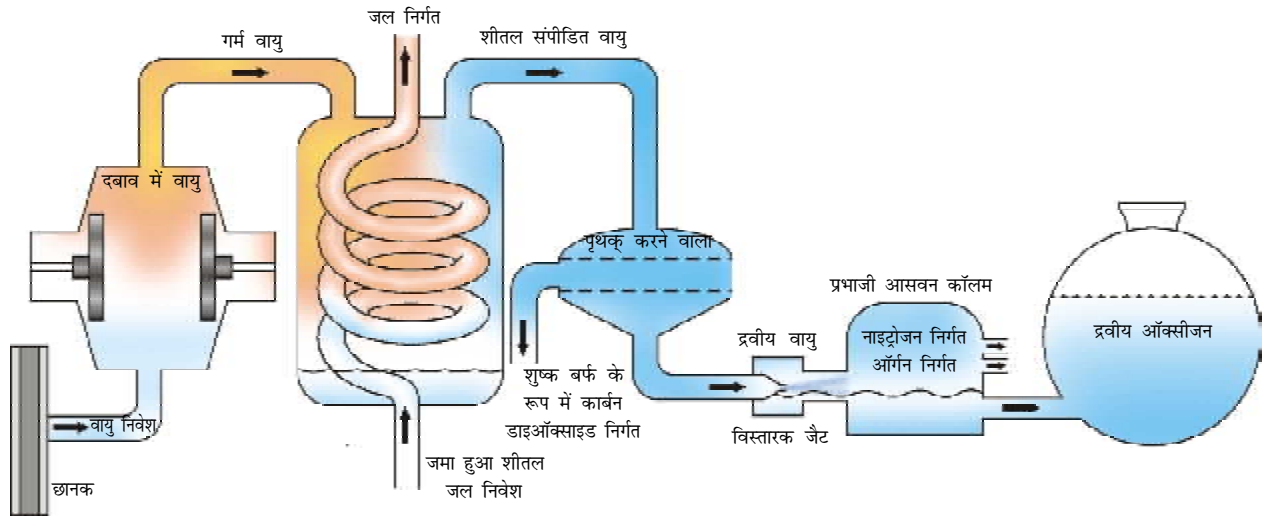 जल निर्गत
गर्म वायु
शीतल संपीडित वायु
दबाव में वायु
पृथक् करने वाला
प्रभाजी आसवन कॉलम
द्रवीय वायु
नाइट्रोजन निर्गत
ऑर्गन निर्गत
द्रवीय ऑक्सीजन
शुष्क बर्फ के
रूप में कार्बन
डाइऑक्साइड निर्गत
विस्तारक जैट
वायु निवेश
छानक
जमा हुआ शीतल
जल निवेश